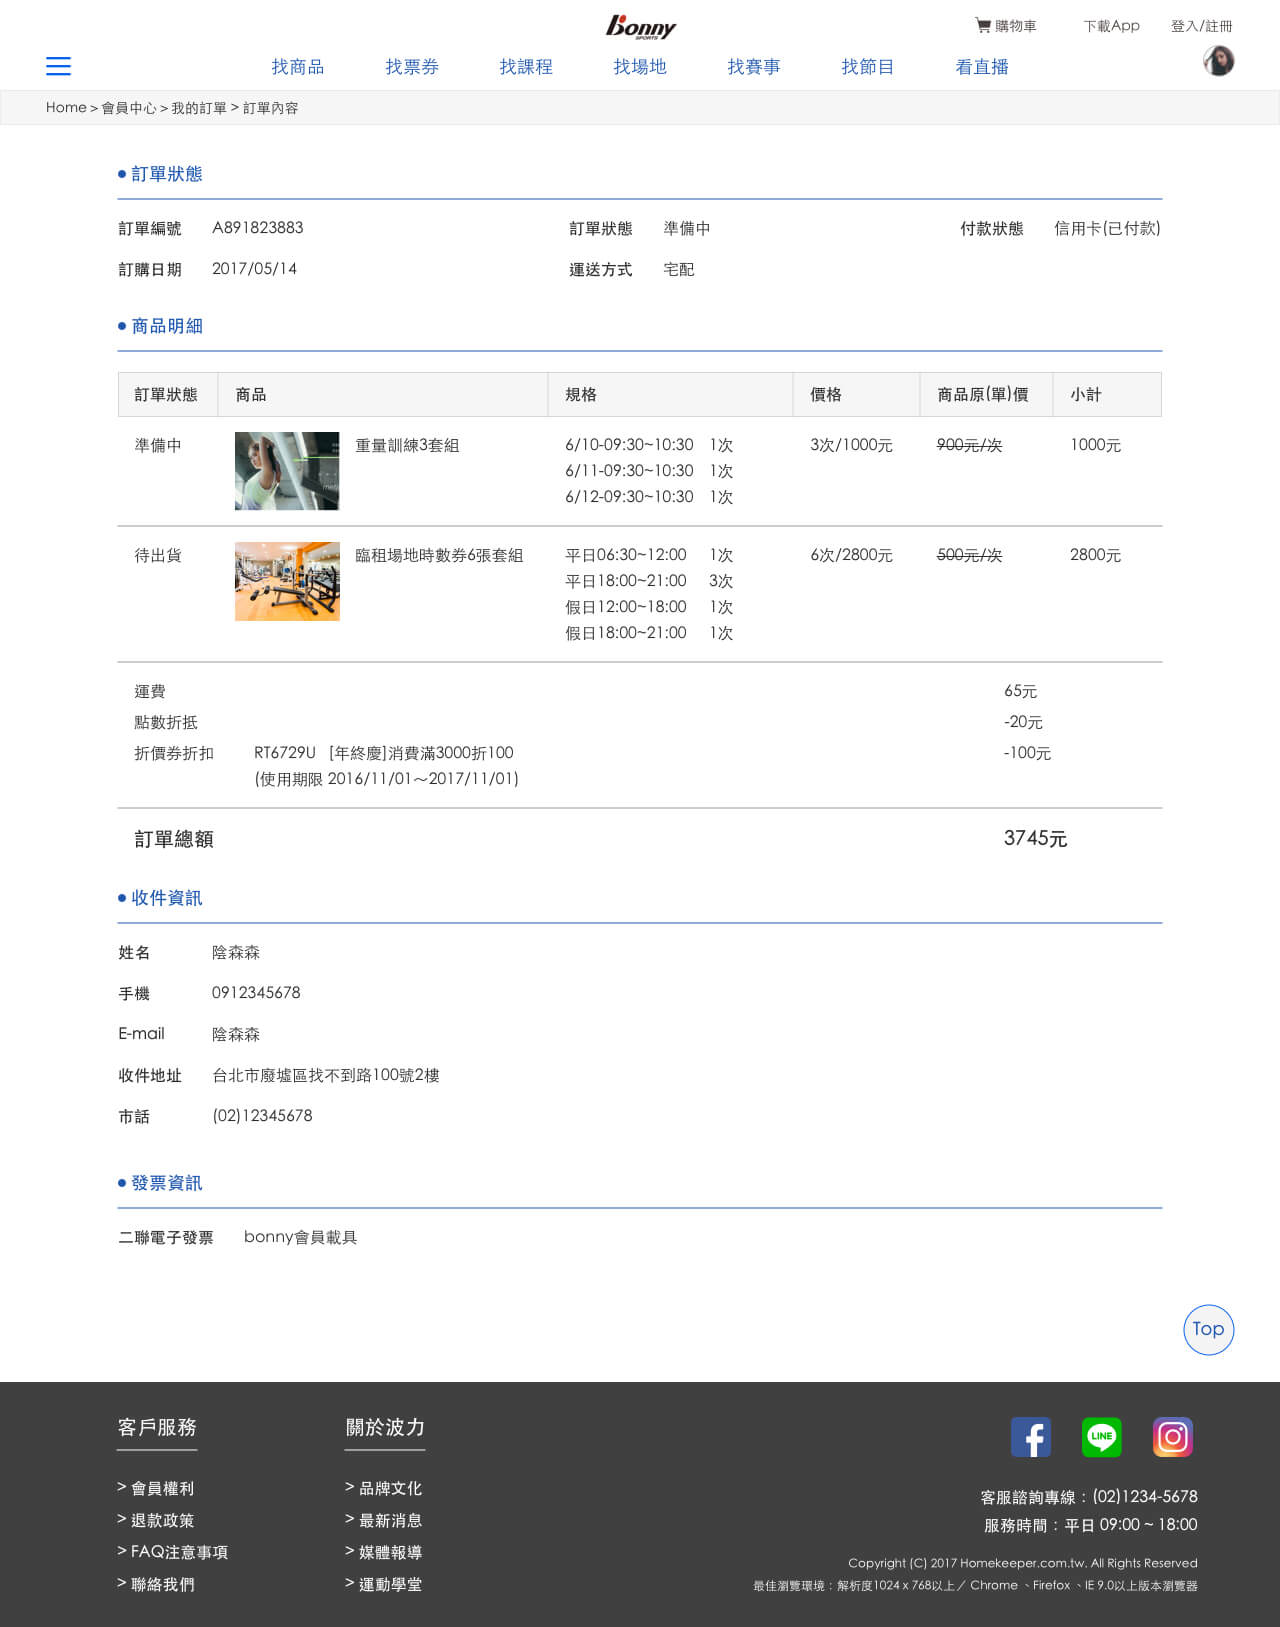 Bonny
SPORTS
購物車 下載App 登入/註冊
找商品 找票券 找課程 找場地 找賽事 找節目 看直播
Home > 會員中心 > 我的訂單 > 訂單內容
訂單狀態
訂單編號 A891823883 訂單狀態 準備中 付款狀態 信用卡(已付款)
訂購日期 2017/05/14 運送方式 宅配
商品明細
訂單狀態 商品 規格 價格 商品原(單)價 小計
準備中 重量訓練3套組 6/10-09:30~10:30 1次 3次/1000元 900元/次 1000元
6/11-09:30~10:30 1次
6/12-09:30~10:30 1次
待出貨 臨租場地時數券6張套組 平日06:30~12:00 1次 6次/2800元 500元/次 2800元
平日18:00~21:00 3次
假日12:00~18:00 1次
假日18:00~21:00 1次
運費 65元
點數折抵 -20元
折價券折扣 RT6729U [年終慶]消費滿3000折100 -100元
(使用期限 2016/11/01～2017/11/01)
訂單總額 3745元
收件資訊
姓名 陰森森
手機 0912345678
E-mail 陰森森
收件地址 台北市廢墟區找不到路100號2樓
市話 (02)12345678
發票資訊
二聯電子發票 bonny會員載具
Top
客戶服務 關於波力
> 會員權利 > 品牌文化
> 退款政策 > 最新消息
> FAQ注意事項 > 媒體報導
> 聯絡我們 > 運動學堂
LINE
客服諮詢專線：(02)1234-5678
服務時間：平日 09:00 ~ 18:00
Copyright (C) 2017 Homekeeper.com.tw. All Rights Reserved
最佳瀏覽環境：解析度1024 x 768以上／ Chrome 、Firefox 、IE 9.0以上版本瀏覽器